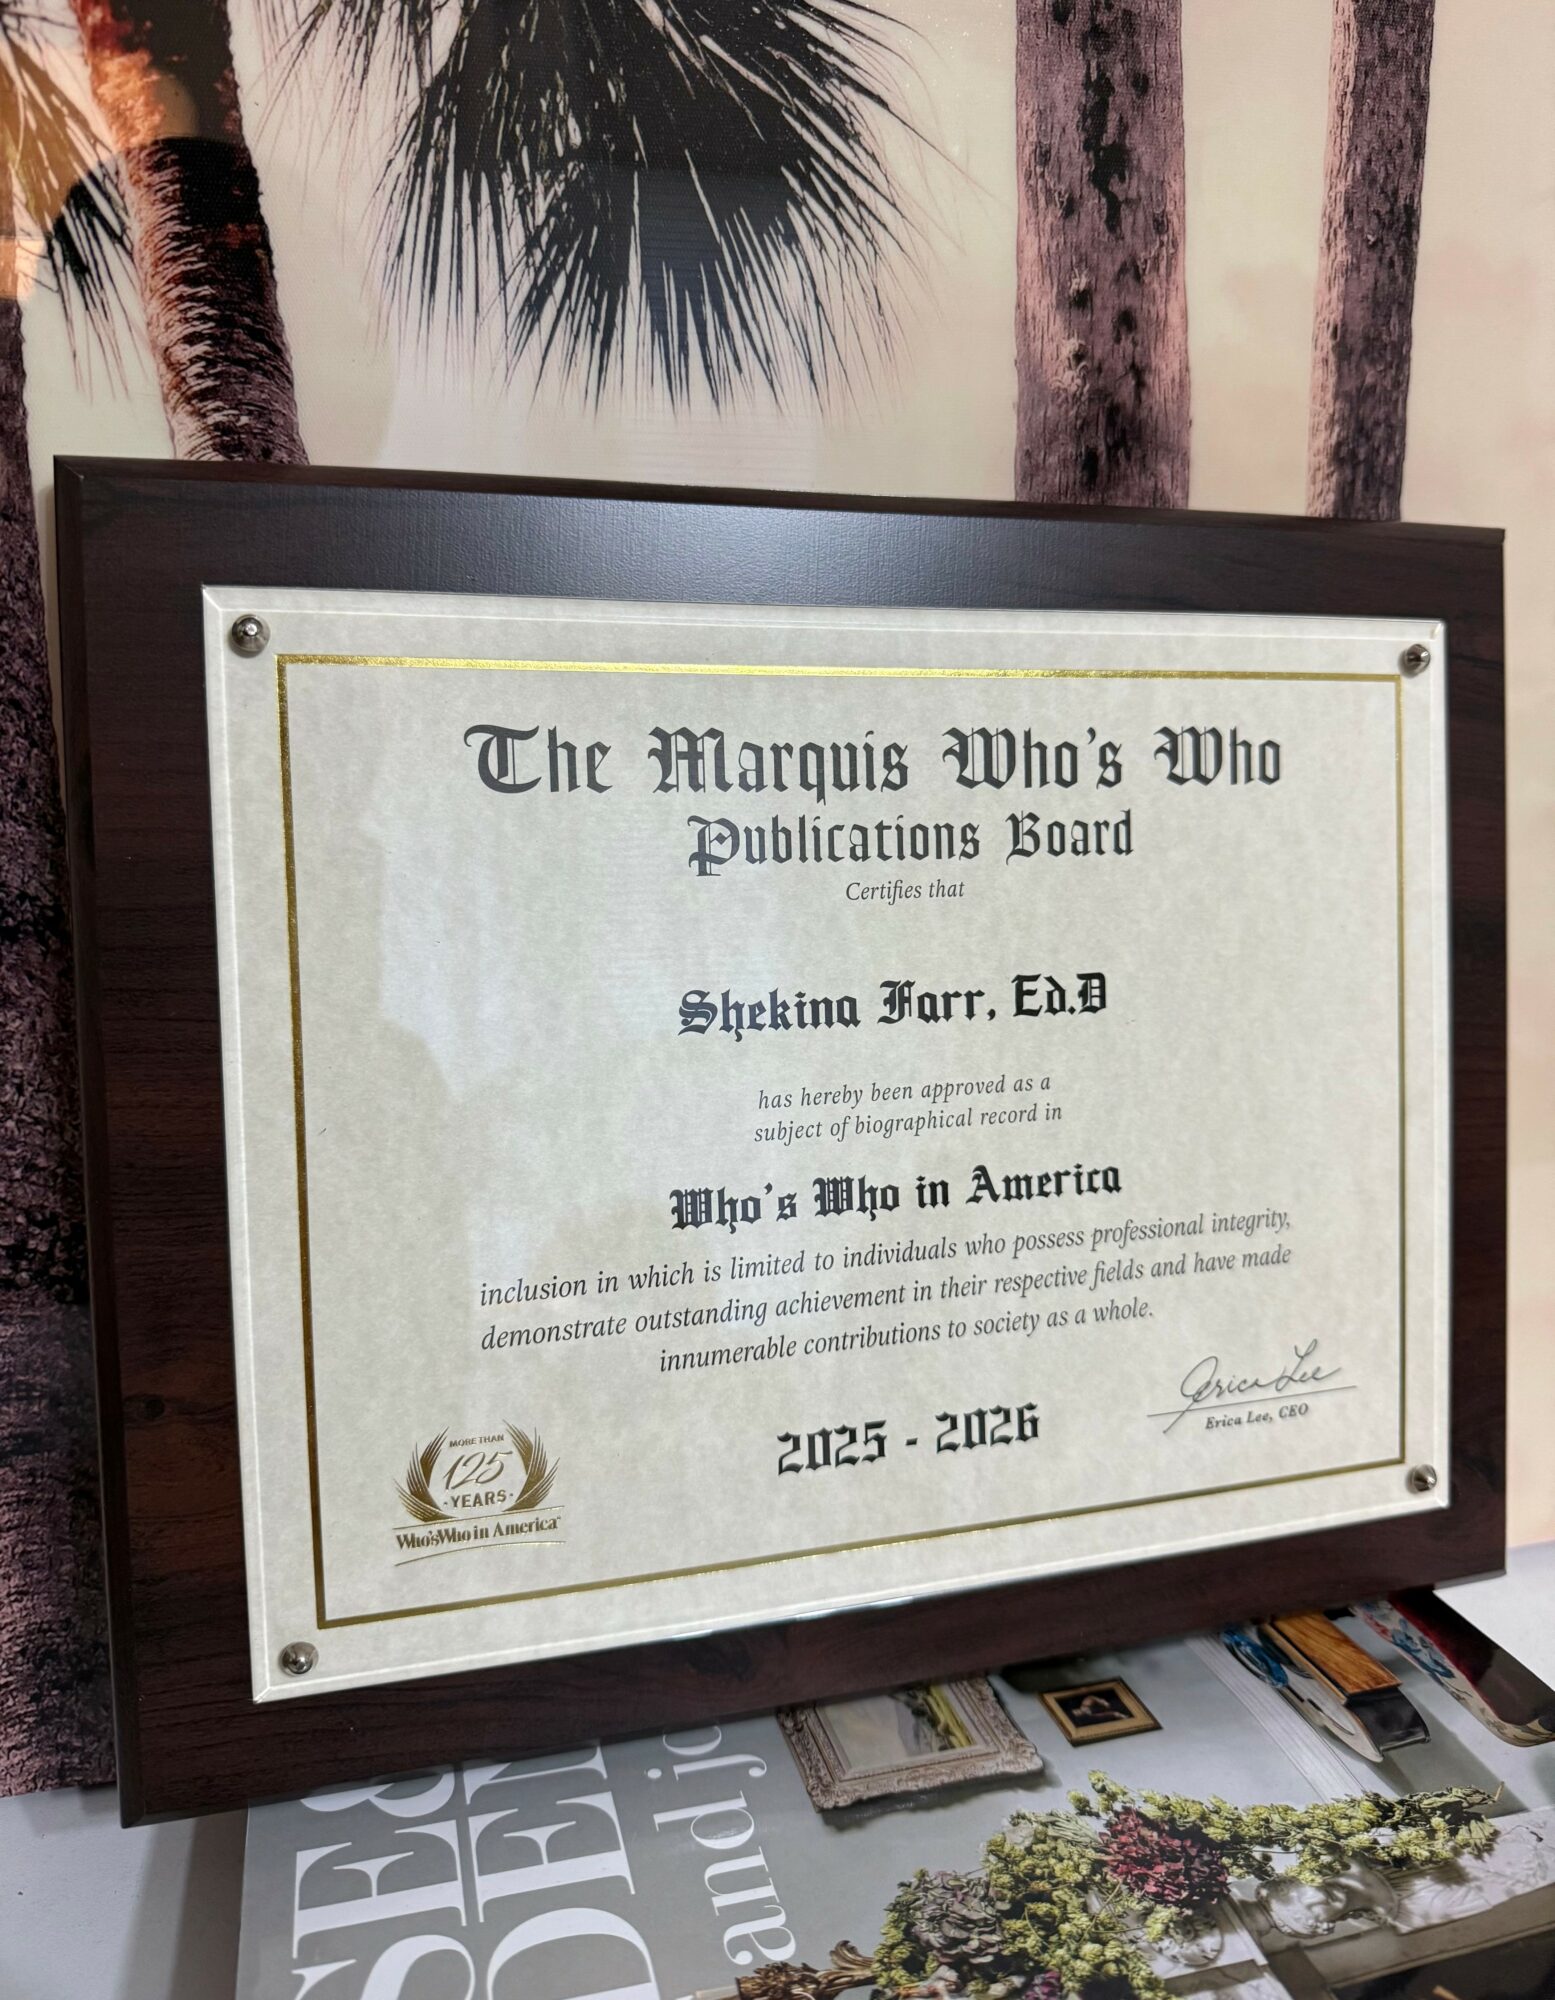 The Marquis Who's Who
Publications Board
Certifies that
Shekina Farr, Ed.D
has hereby been approved as a
subject of biographical record in
Who's Who in America
inclusion in which is limited to individuals who possess professional integrity,
demonstrate outstanding achievement in their respective fields and have made
innumerable contributions to society as a whole.
2025 - 2026
Erica Lee
Erica Lee, CEO
MORE THAN
125
·YEARS·
Who'sWho in America
and